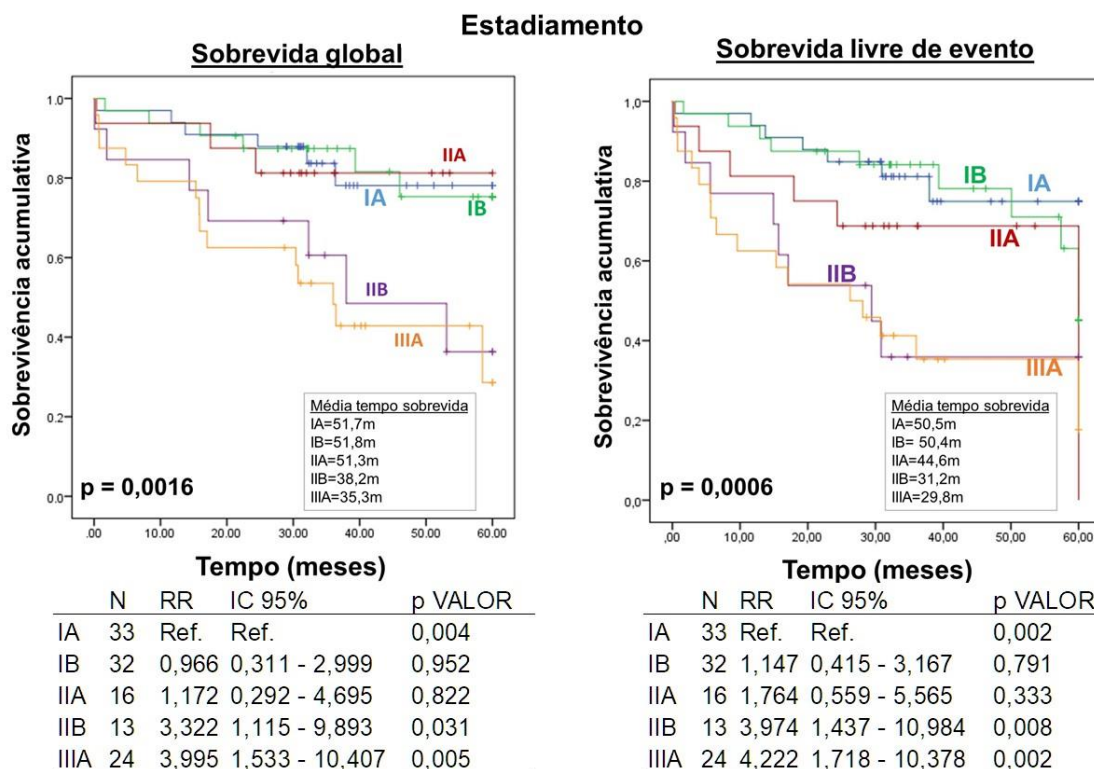 Estadiamento
Sobrevida global
Sobrevivência acumulativa
1,0
0,8
0,6
0,4
0,2
0,0
IIA
IA
IB
IIB
IIIA
Média tempo sobrevida
IA=51,7m
IB=51,8m
IIA=51,3m
IIB=38,2m
IIIA=35,3m
p = 0,0016
,00 10,00 20,00 30,00 40,00 50,00 60,00
Tempo (meses)
N RR IC 95% p VALOR
IA 33 Ref. Ref. 0,004
IB 32 0,966 0,311 - 2,999 0,952
IIA 16 1,172 0,292 - 4,695 0,822
IIB 13 3,322 1,115 - 9,893 0,031
IIIA 24 3,995 1,533 - 10,407 0,005
Sobrevida livre de evento
Sobrevivência acumulativa
1,0
0,8
0,6
0,4
0,2
0,0
IB
IA
IIA
IIB
IIIA
Média tempo sobrevida
IA=50,5m
IB= 50,4m
IIA=44,6m
IIB=31,2m
IIIA=29,8m
p = 0,0006
,00 10,00 20,00 30,00 40,00 50,00 60,00
Tempo (meses)
N RR IC 95% p VALOR
IA 33 Ref. Ref. 0,002
IB 32 1,147 0,415 - 3,167 0,791
IIA 16 1,764 0,559 - 5,565 0,333
IIB 13 3,974 1,437 - 10,984 0,008
IIIA 24 4,222 1,718 - 10,378 0,002